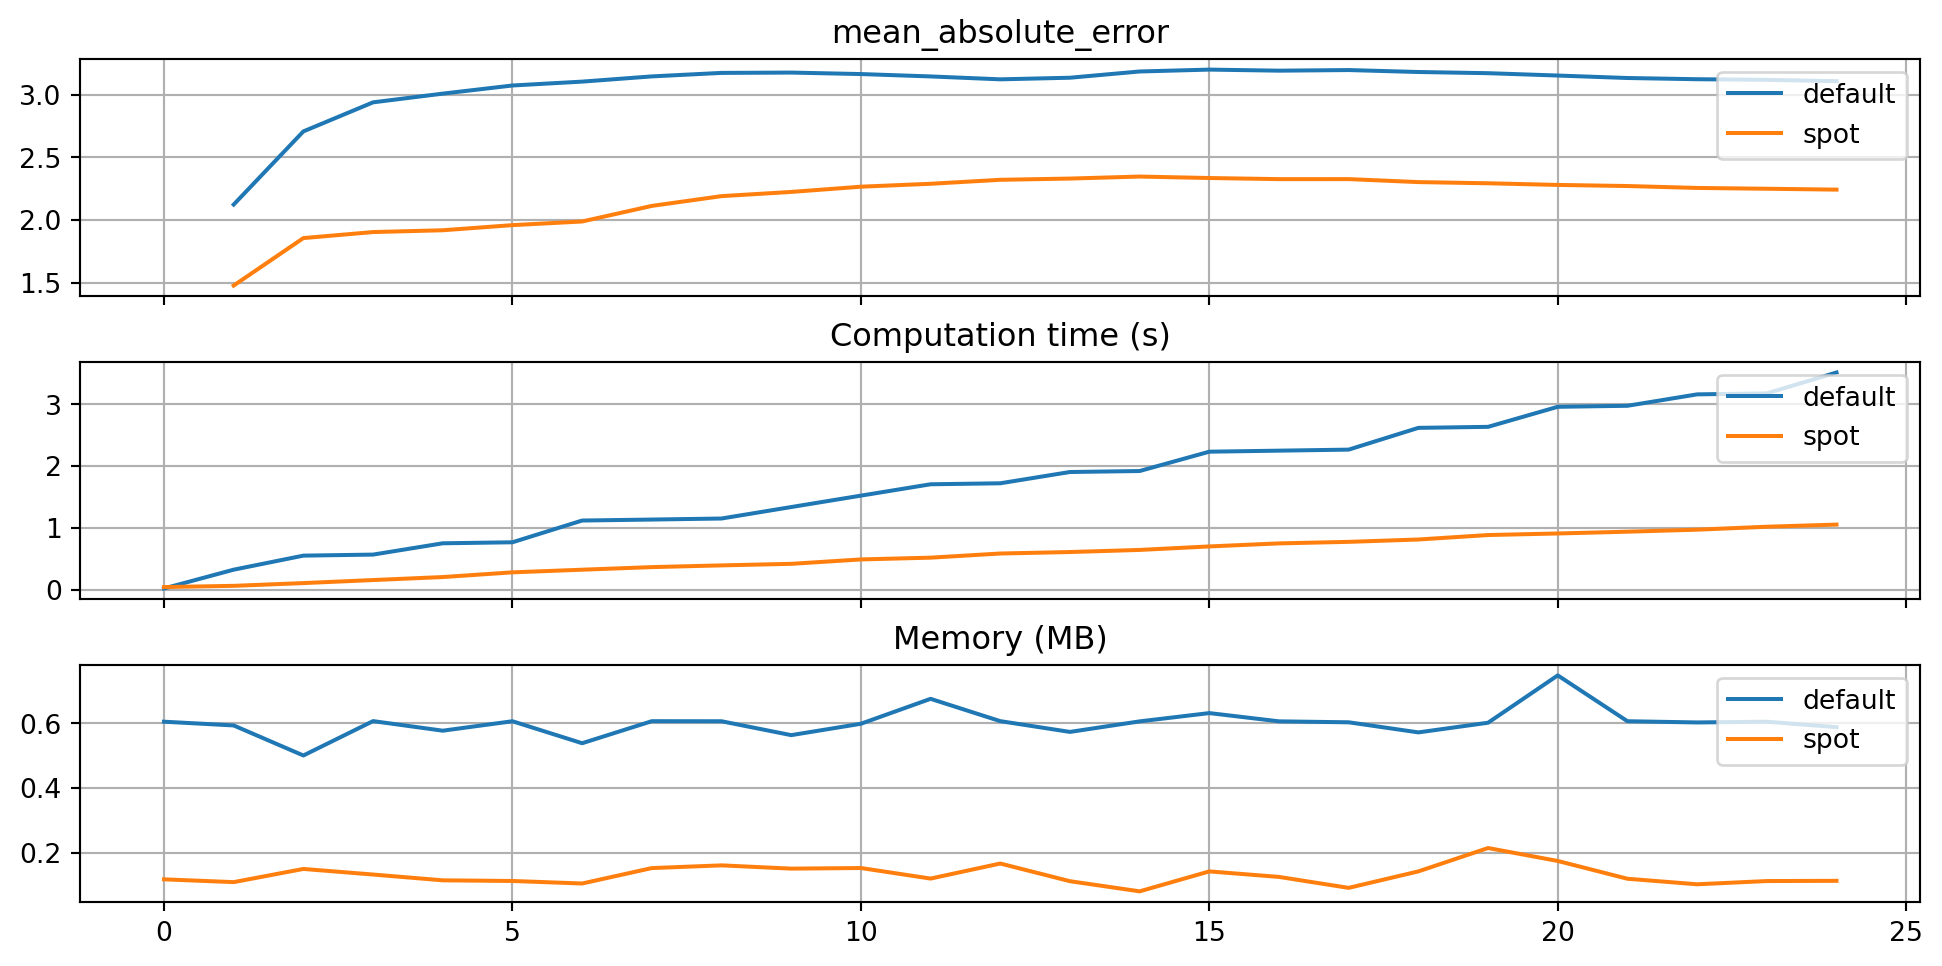 mean_absolute_error
3.0
2.5
2.0
1.5
default
spot
Computation time (s)
3
2
1
0
default
spot
Memory (MB)
0.6
0.4
0.2
default
spot
0 5 10 15 20 25